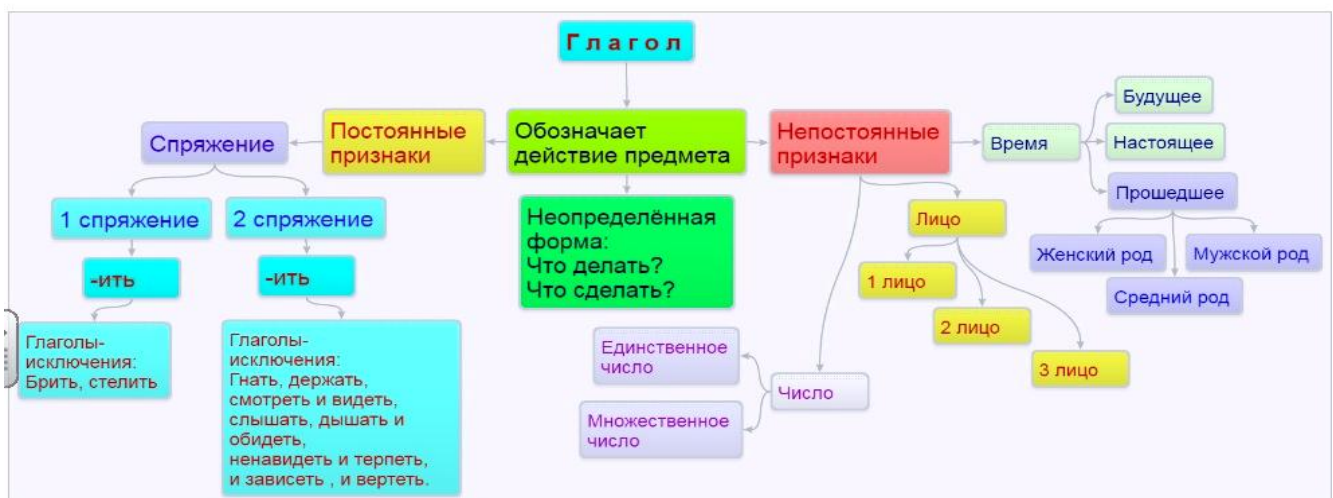 Г л а г о л
Спряжение
Постоянные
признаки
Обозначает
действие предмета
Непостоянные
признаки
Время
Будущее
Настоящее
Прошедшее
Женский род
Мужской род
Средний род
1 спряжение
2 спряжение
-ить
-ить
Глаголы-
исключения:
Брить, стелить
Глаголы-
исключения:
Гнать, держать,
смотреть и видеть,
слышать, дышать и
обидеть,
ненавидеть и терпеть,
и зависеть , и вертеть.
Неопределённая
форма:
Что делать?
Что сделать?
Лицо
1 лицо
2 лицо
3 лицо
Число
Единственное
число
Множественное
число